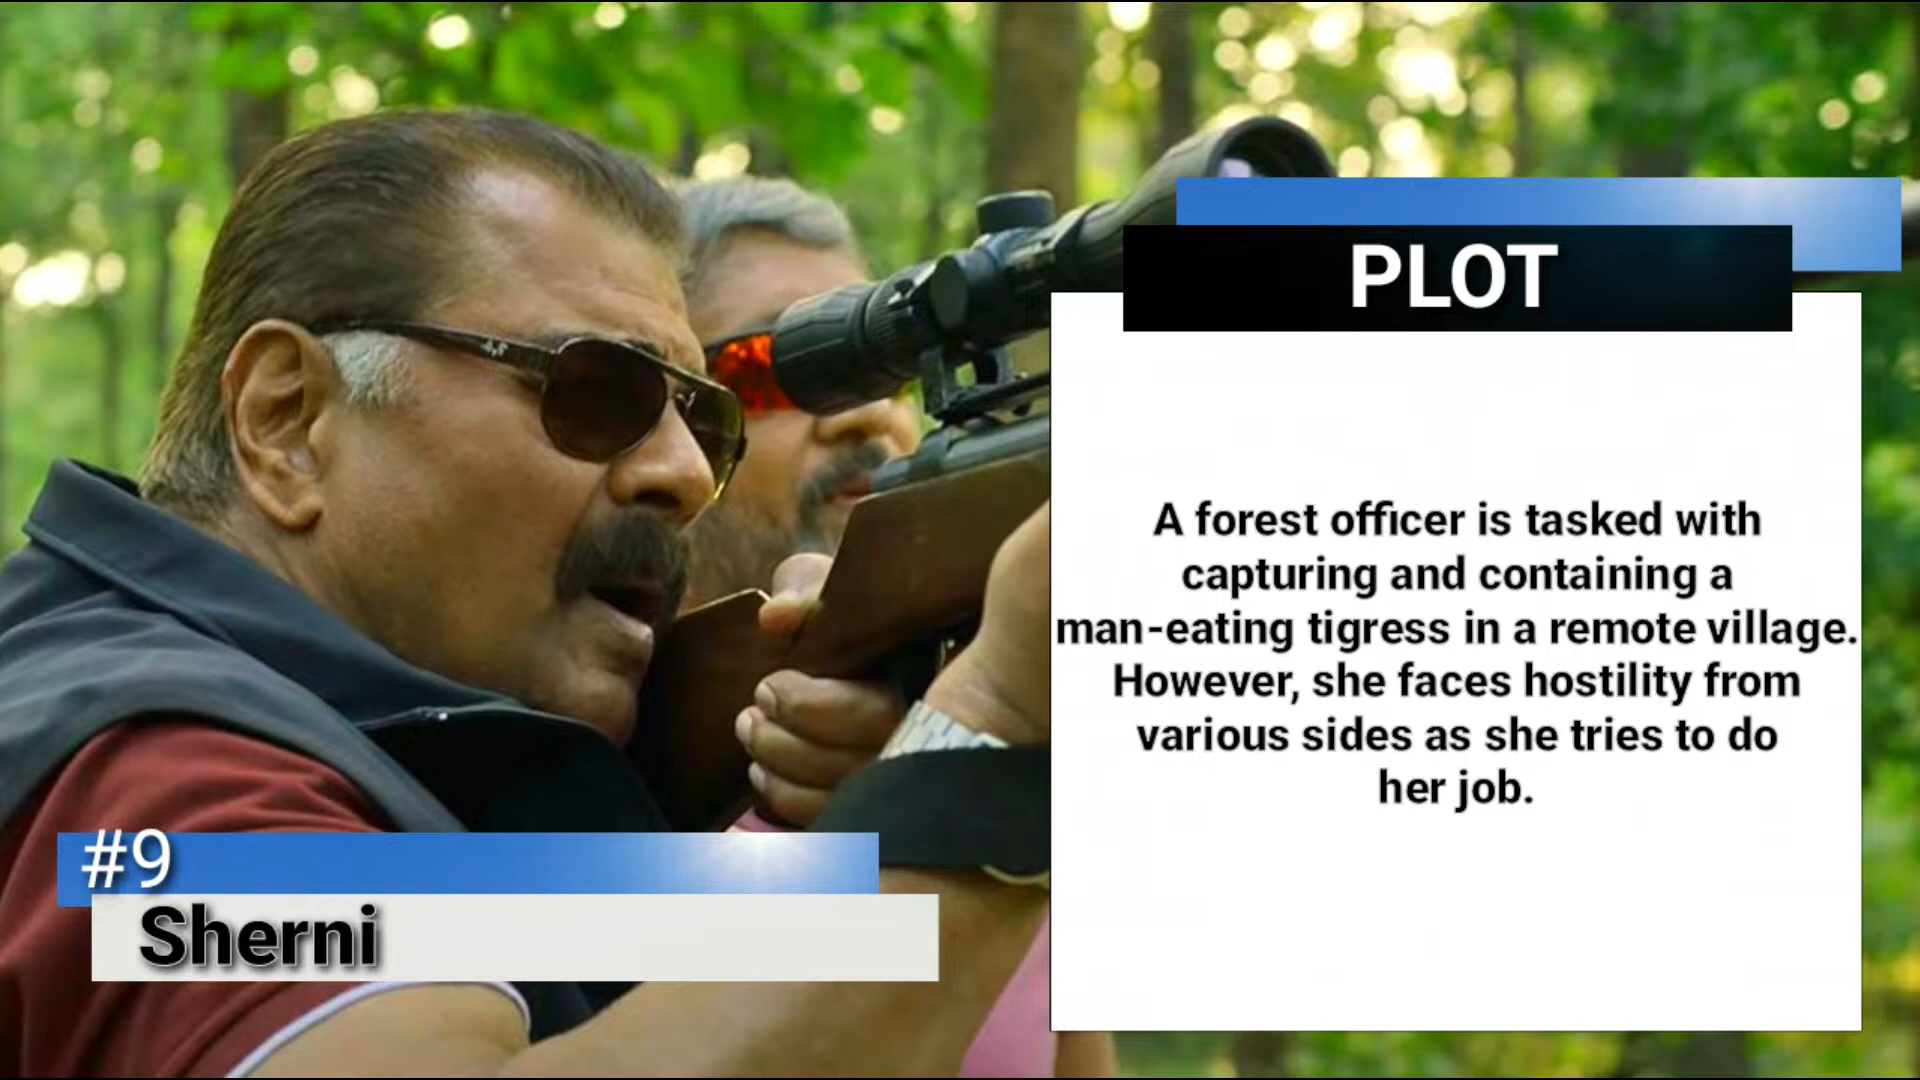 PLOT
A forest officer is tasked with
capturing and containing a
man-eating tigress in a remote village.
However, she faces hostility from
various sides as she tries to do
her job.
#9
Sherni